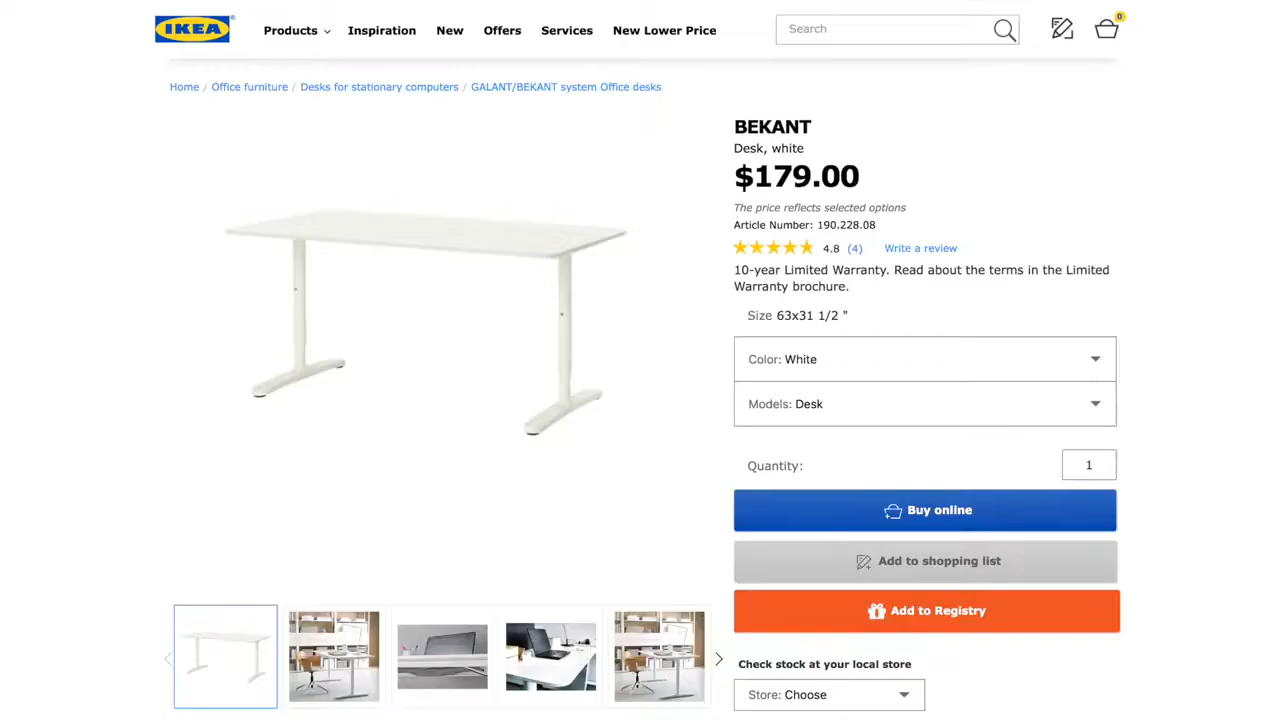 IKEA
Products
Inspiration
New
Offers
Services
New Lower Price
Search
0
Home / Office furniture / Desks for stationary computers / GALANT/BEKANT system Office desks
BEKANT
Desk, white
$179.00
The price reflects selected options
Article Number: 190.228.08
4.8 (4) Write a review
10-year Limited Warranty. Read about the terms in the Limited
Warranty brochure.
Size 63x31 1/2 "
Color: White
Models: Desk
Quantity:
1
Buy online
Add to shopping list
Add to Registry
Check stock at your local store
Store: Choose